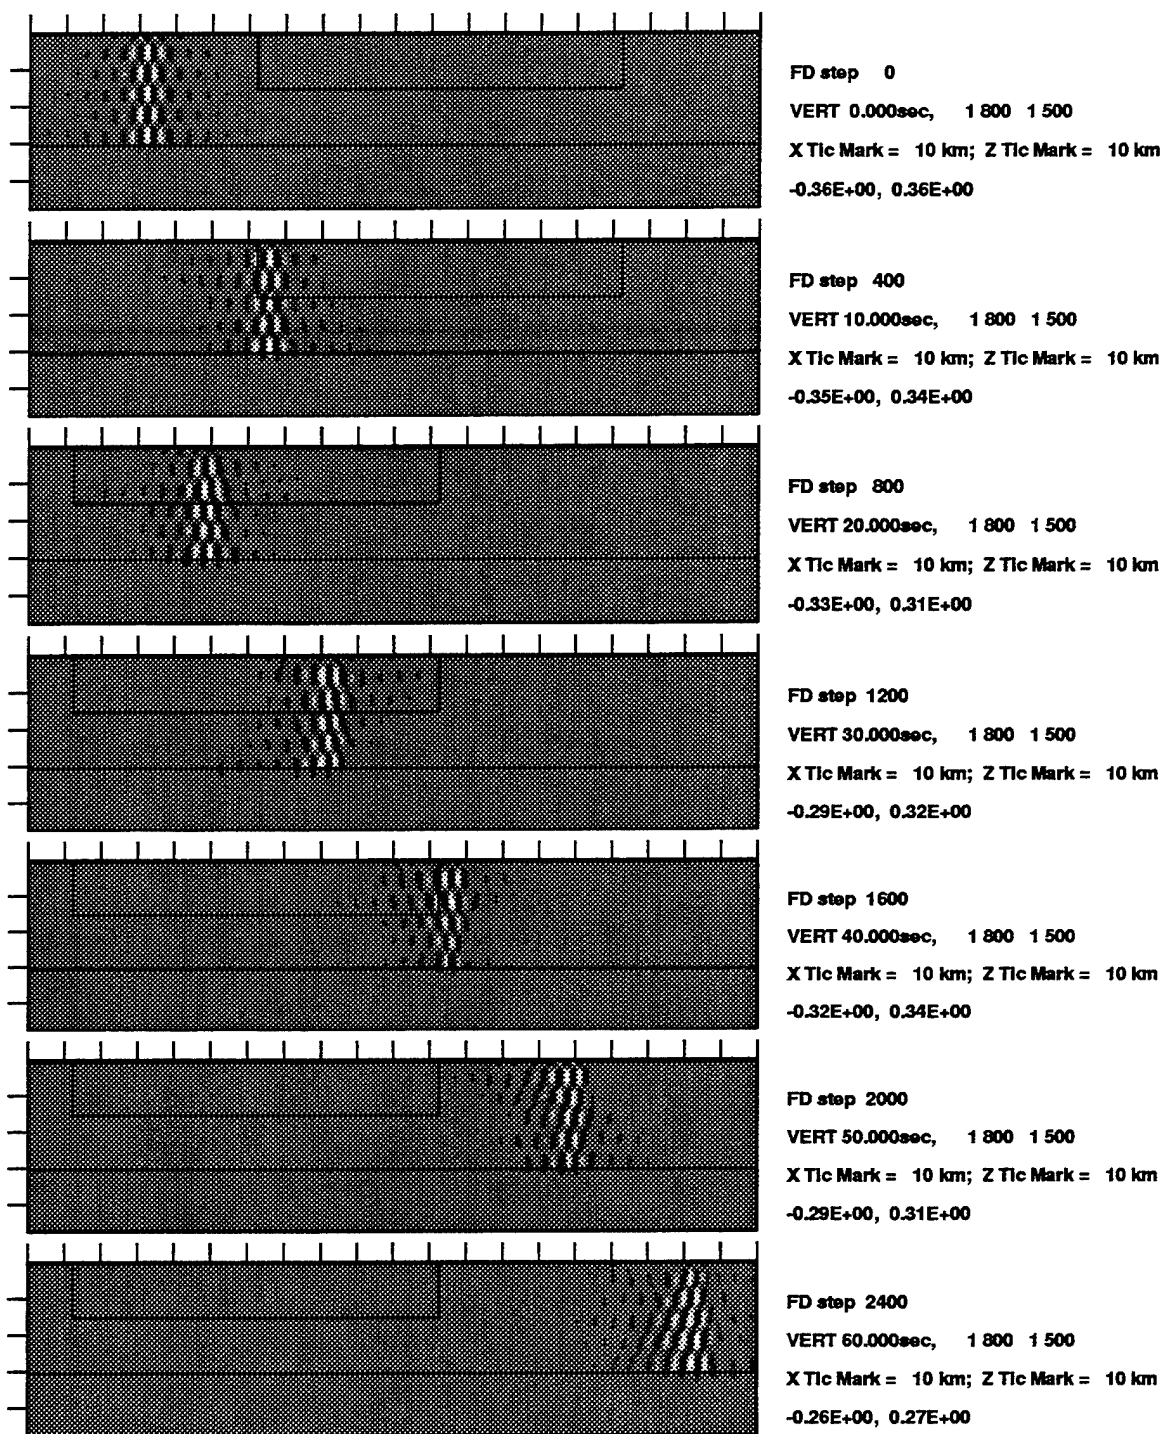 FD step 0
VERT 0.000sec, 1 800 1 500
X Tic Mark = 10 km; Z Tic Mark = 10 km
-0.36E+00, 0.36E+00
FD step 400
VERT 10.000sec, 1 800 1 500
X Tic Mark = 10 km; Z Tic Mark = 10 km
-0.35E+00, 0.34E+00
FD step 800
VERT 20.000sec, 1 800 1 500
X Tic Mark = 10 km; Z Tic Mark = 10 km
-0.33E+00, 0.31E+00
FD step 1200
VERT 30.000sec, 1 800 1 500
X Tic Mark = 10 km; Z Tic Mark = 10 km
-0.29E+00, 0.32E+00
FD step 1600
VERT 40.000sec, 1 800 1 500
X Tic Mark = 10 km; Z Tic Mark = 10 km
-0.32E+00, 0.34E+00
FD step 2000
VERT 50.000sec, 1 800 1 500
X Tic Mark = 10 km; Z Tic Mark = 10 km
-0.29E+00, 0.31E+00
FD step 2400
VERT 60.000sec, 1 800 1 500
X Tic Mark = 10 km; Z Tic Mark = 10 km
-0.26E+00, 0.27E+00